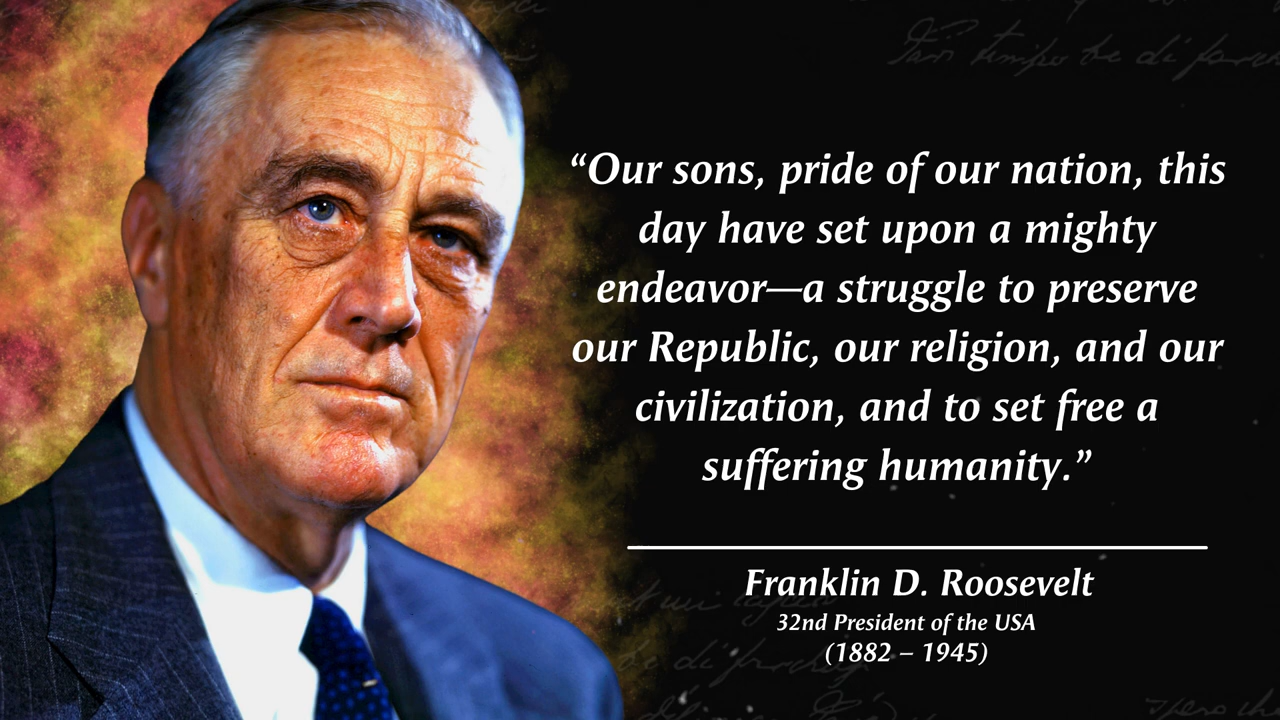 “Our sons, pride of our nation, this
day have set upon a mighty
endeavor—a struggle to preserve
our Republic, our religion, and our
civilization, and to set free a
suffering humanity.”
Franklin D. Roosevelt
32nd President of the USA
(1882 – 1945)